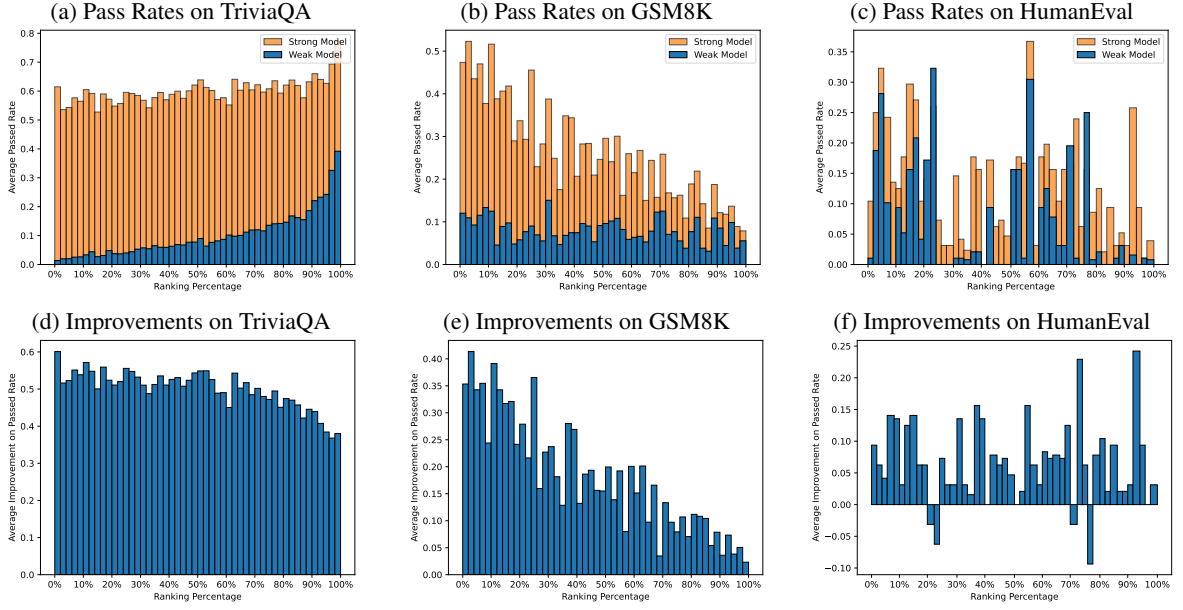 (a) Pass Rates on TriviaQA
Strong Model
Weak Model
Average Passed Rate
0.8
0.7
0.6
0.5
0.4
0.3
0.2
0.1
0.0
0% 10% 20% 30% 40% 50% 60% 70% 80% 90% 100%
Ranking Percentage
(b) Pass Rates on GSM8K
Strong Model
Weak Model
Average Passed Rate
0.5
0.4
0.3
0.2
0.1
0.0
0% 10% 20% 30% 40% 50% 60% 70% 80% 90% 100%
Ranking Percentage
(c) Pass Rates on HumanEval
Strong Model
Weak Model
Average Passed Rate
0.35
0.30
0.25
0.20
0.15
0.10
0.05
0.00
0% 10% 20% 30% 40% 50% 60% 70% 80% 90% 100%
Ranking Percentage
(d) Improvements on TriviaQA
Average Improvement on Passed Rate
0.6
0.5
0.4
0.3
0.2
0.1
0.0
0% 10% 20% 30% 40% 50% 60% 70% 80% 90% 100%
Ranking Percentage
(e) Improvements on GSM8K
Average Improvement on Passed Rate
0.40
0.35
0.30
0.25
0.20
0.15
0.10
0.05
0.00
0% 10% 20% 30% 40% 50% 60% 70% 80% 90% 100%
Ranking Percentage
(f) Improvements on HumanEval
Average Improvement on Passed Rate
0.25
0.20
0.15
0.10
0.05
0.00
−0.05
−0.10
0% 10% 20% 30% 40% 50% 60% 70% 80% 90% 100%
Ranking Percentage